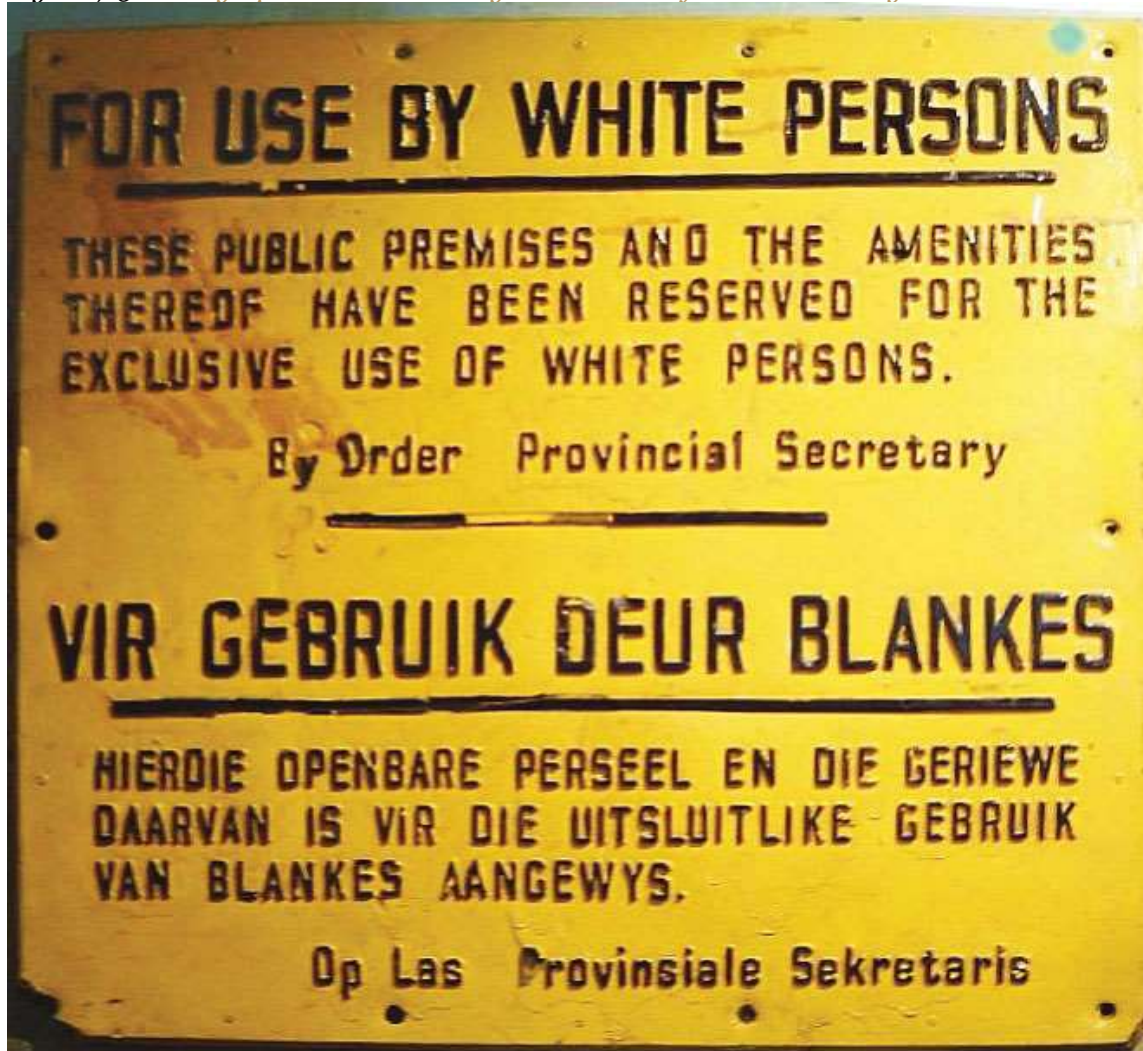 FOR USE BY WHITE PERSONS
THESE PUBLIC PREMISES AND THE AMENITIES
THEREOF HAVE BEEN RESERVED FOR THE
EXCLUSIVE USE OF WHITE PERSONS.
By Order Provincial Secretary
VIR GEBRUIK DEUR BLANKES
HIERDIE OPENBARE PERSEEL EN DIE GERIEWE
DAARVAN IS ViR DIE UITSLUITLIKE GEBRUIK
VAN BLANKES AANGEWYS.
Op Las Provinsiale Sekretaris